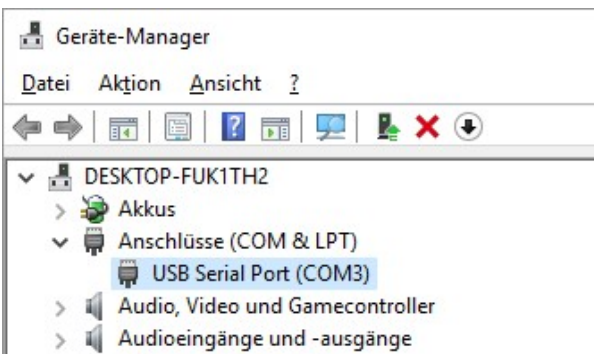 Geräte-Manager
Datei Aktion Ansicht ?
DESKTOP-FUK1TH2
Akkus
Anschlüsse (COM & LPT)
USB Serial Port (COM3)
Audio, Video und Gamecontroller
Audioeingänge und -ausgänge